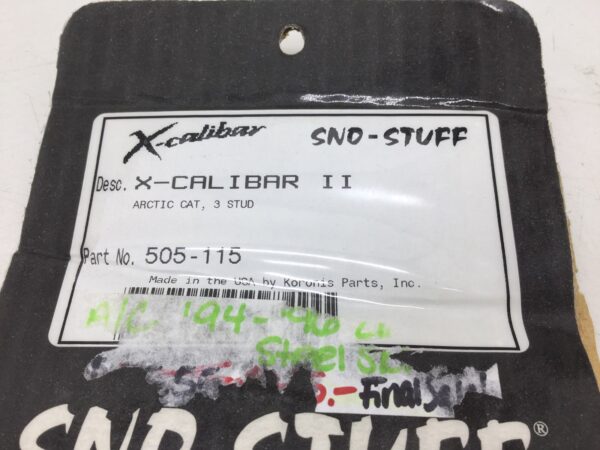 X-calibar SNO-STUFF
Desc. X-CALIBAR II
ARCTIC CAT, 3 STUD
Part No. 505-115
Made in the USA by Koronis Parts, Inc.
A/C '94-'96
Steel
5.- Final
SNO-STUFF®